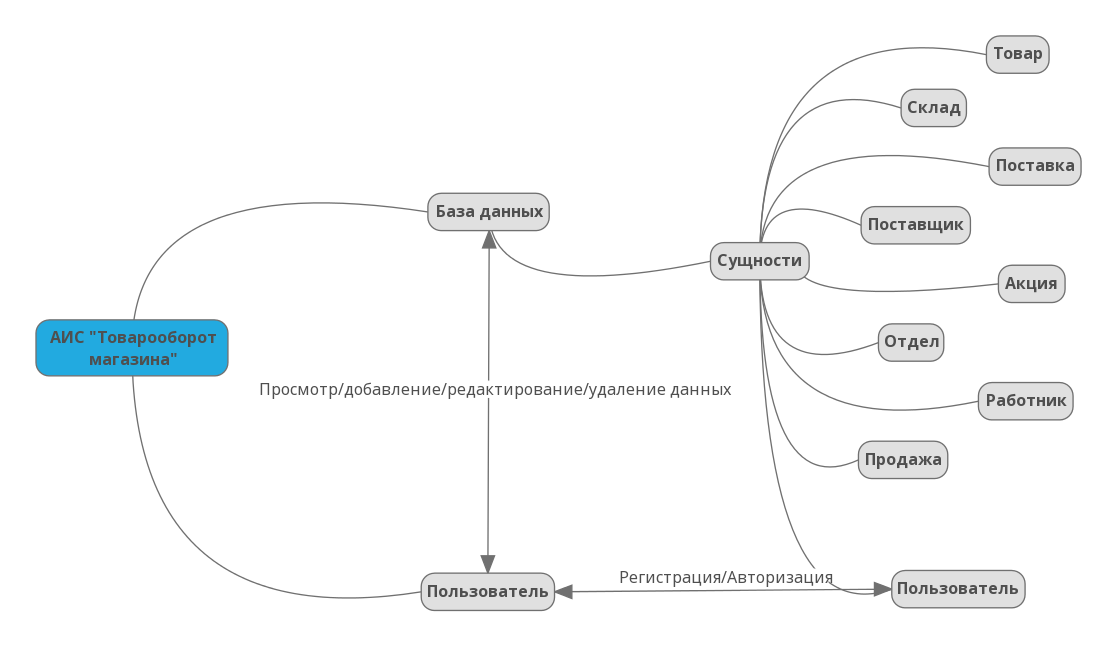 Товар
Склад
Поставка
База данных
Поставщик
Сущности
Акция
АИС "Товарооборот
магазина"
Отдел
Просмотр/добавление/редактирование/удаление данных
Работник
Продажа
Регистрация/Авторизация
Пользователь
Пользователь